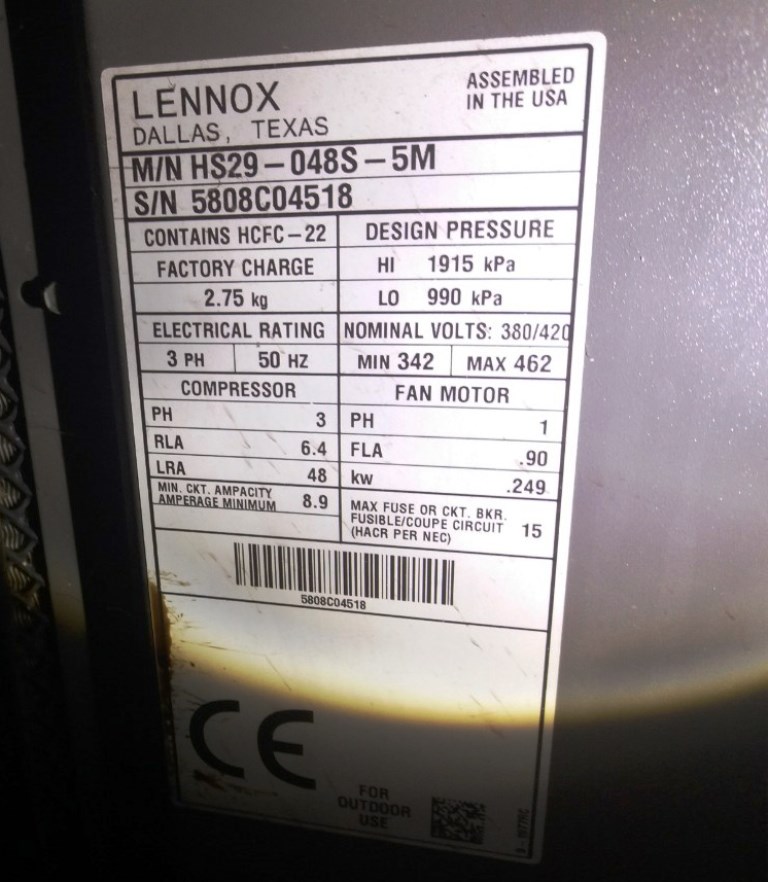 LENNOX
DALLAS, TEXAS
ASSEMBLED
IN THE USA
M/N HS29-048S-5M
S/N 5808C04518
CONTAINS HCFC-22
DESIGN PRESSURE
FACTORY CHARGE
HI 1915 kPa
2.75 kg
LO 990 kPa
ELECTRICAL RATING
NOMINAL VOLTS: 380/420
3 PH 50 HZ
MIN 342 MAX 462
COMPRESSOR
FAN MOTOR
PH 3
PH 1
RLA 6.4
FLA .90
LRA 48
kw .249
MIN. CKT. AMPACITY
AMPERAGE MINIMUM 8.9
MAX FUSE OR CKT. BKR.
FUSIBLE/COUPE CIRCUIT 15
(HACR PER NEC)
5808C04518
CE
FOR
OUTDOOR
USE